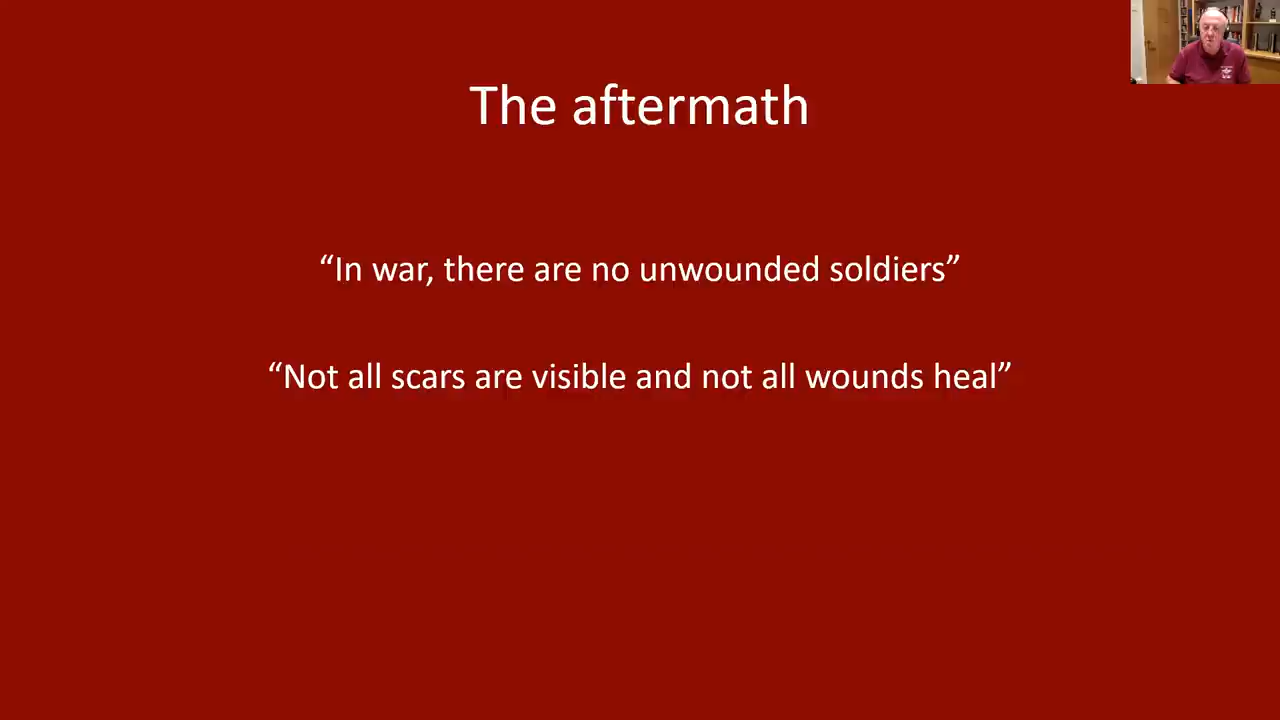 The aftermath
“In war, there are no unwounded soldiers”
“Not all scars are visible and not all wounds heal”